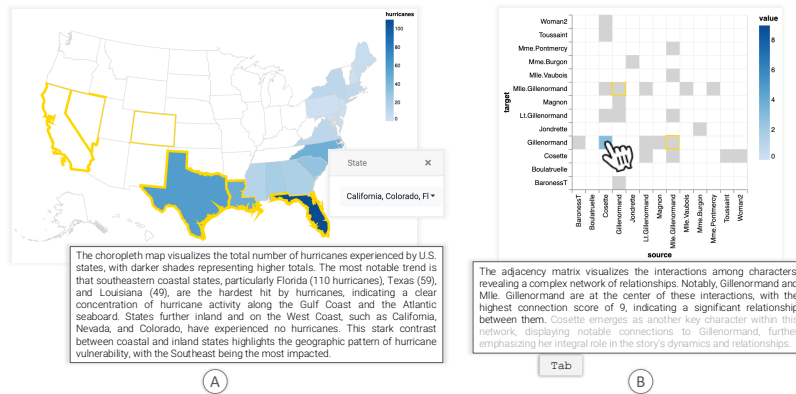 hurricanes
100
80
60
40
20
0
State ×
California, Colorado, Fl
The choropleth map visualizes the total number of hurricanes experienced by U.S.
states, with darker shades representing higher totals. The most notable trend is
that southeastern coastal states, particularly Florida (110 hurricanes), Texas (59),
and Louisiana (49), are the hardest hit by hurricanes, indicating a clear
concentration of hurricane activity along the Gulf Coast and the Atlantic
seaboard. States further inland and on the West Coast, such as California,
Nevada, and Colorado, have experienced no hurricanes. This stark contrast
between coastal and inland states highlights the geographic pattern of hurricane
vulnerability, with the Southeast being the most impacted.
A
value
8
6
4
2
0
target
Woman2
Toussaint
Mme.Pontmercy
Mme.Burgon
Mlle.Vaubois
Mlle.Gillenormand
Magnon
Lt.Gillenormand
Jondrette
Gillenormand
Cosette
Boulatruelle
BaronessT
BaronessT
Boulatruelle
Cosette
Gillenormand
Jondrette
Lt.Gillenormand
Magnon
Mlle.Gillenormand
Mlle.Vaubois
Mme.Burgon
Mme.Pontmercy
Toussaint
Woman2
source
The adjacency matrix visualizes the interactions among characters
revealing a complex network of relationships. Notably, Gillenormand and
Mlle. Gillenormand are at the center of these interactions, with the
highest connection score of 9, indicating a significant relationship
between them. Cosette emerges as another key character within this
network, displaying notable connections to Gillenormand, furthe
emphasizing her integral role in the story's dynamics and relationships.
Tab
B